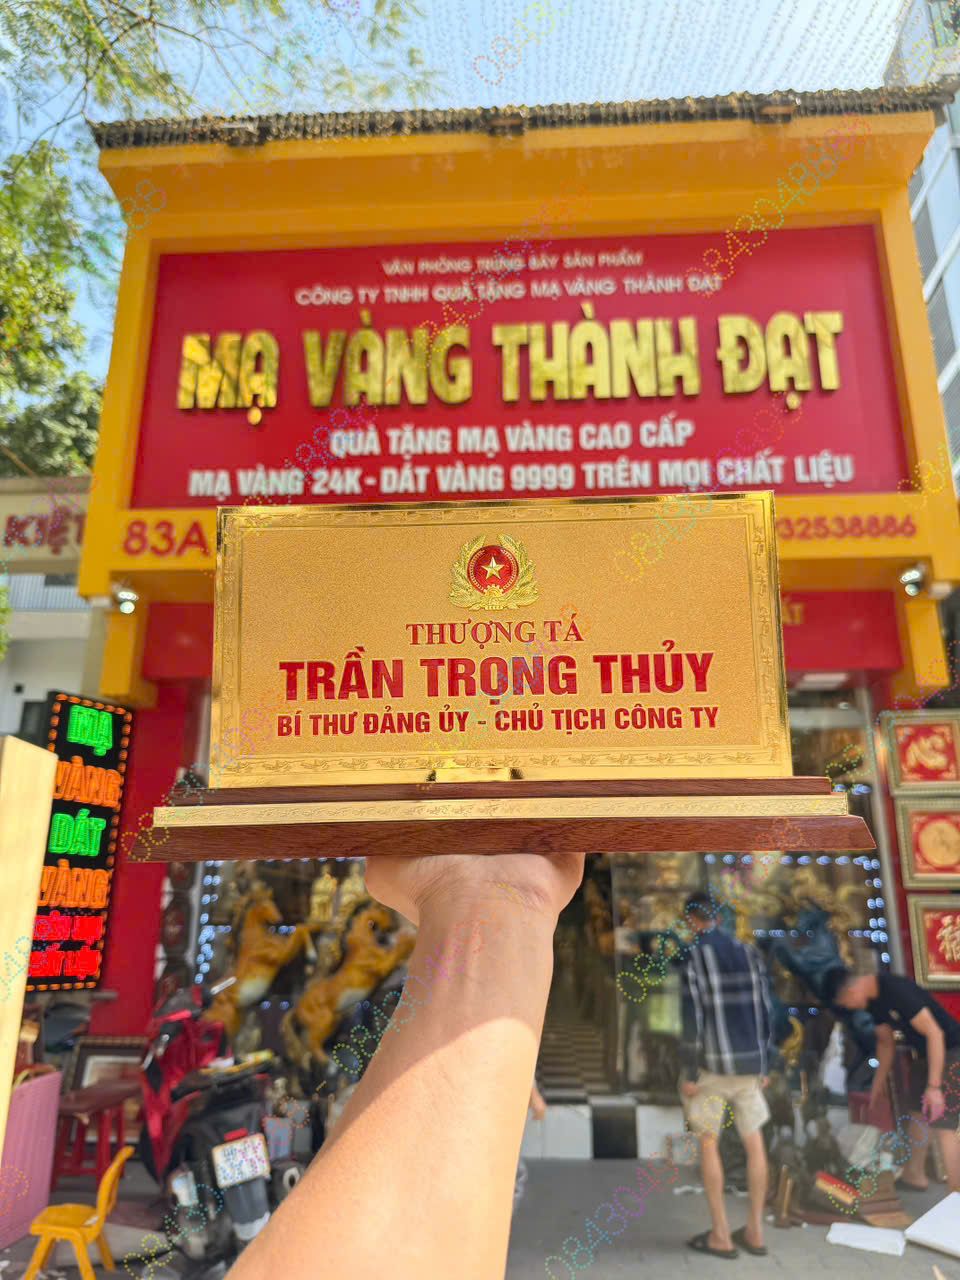 VĂN PHÒNG TRƯNG BÀY SẢN PHẨM
CÔNG TY TNHH QUÀ TẶNG MẠ VÀNG THÀNH ĐẠT
MẠ VÀNG THÀNH ĐẠT
QUÀ TẶNG MẠ VÀNG CAO CẤP
MẠ VÀNG 24K - DÁT VÀNG 9999 TRÊN MỌI CHẤT LIỆU
KIỆT
83A
32538886
THƯỢNG TÁ
TRẦN TRỌNG THỦY
BÍ THƯ ĐẢNG ỦY - CHỦ TỊCH CÔNG TY
MẠ
VÀNG
DÁT
VÀNG